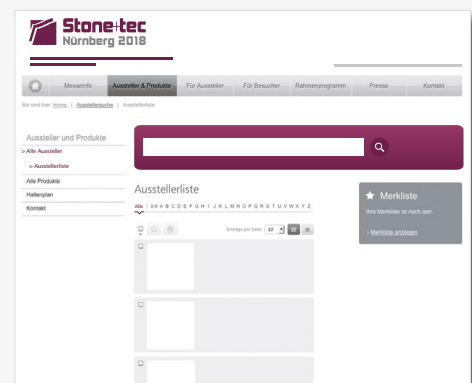 Stone+tec
Nürnberg 2018
Messeinfo
Aussteller & Produkte
Für Aussteller
Für Besucher
Rahmenprogramm
Presse
Kontakt
Sie sind hier: Home | Ausstellersuche | Ausstellerliste
Aussteller und Produkte
> Alle Aussteller
> Ausstellerliste
Alle Produkte
Hallenplan
Kontakt
Ausstellerliste
Alle | 0-9 A B C D E F G H I J K L M N O P Q R S T U V W X Y Z
Einträge pro Seite: 10
Merkliste
Ihre Merkliste ist noch leer.
> Merkliste anzeigen